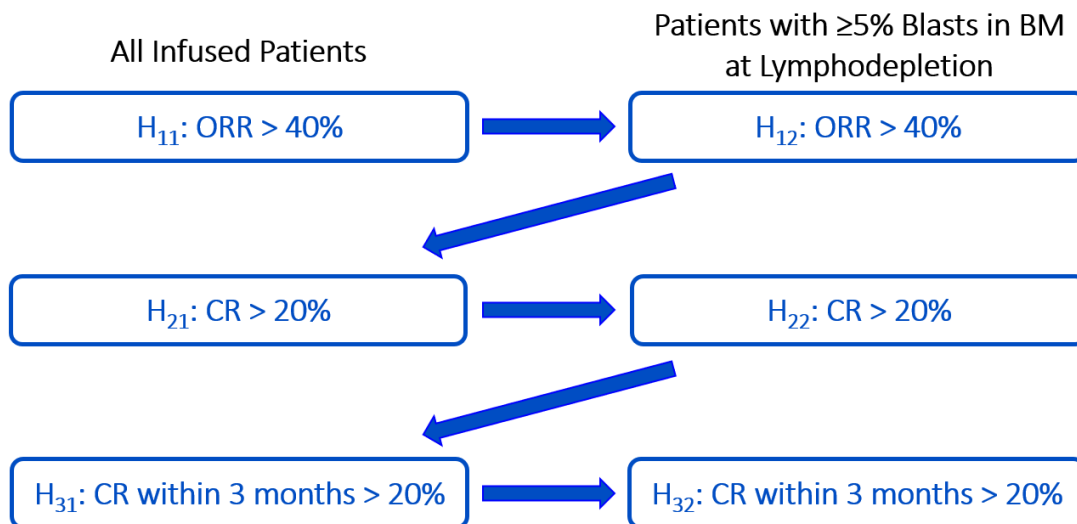 All Infused Patients
Patients with ≥5% Blasts in BM
at Lymphodepletion
H₁₁: ORR > 40%
H₁₂: ORR > 40%
H₂₁: CR > 20%
H₂₂: CR > 20%
H₃₁: CR within 3 months > 20%
H₃₂: CR within 3 months > 20%